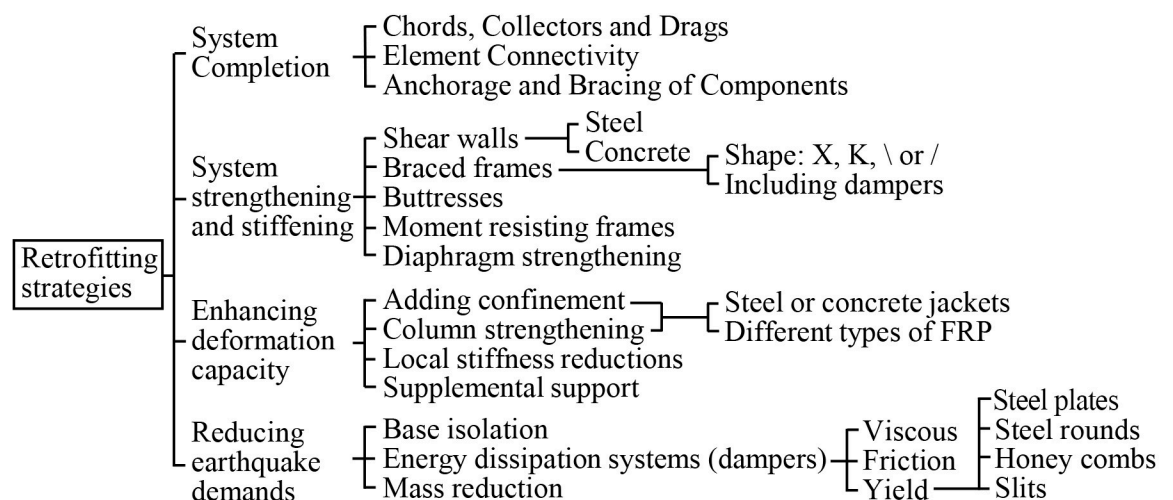 Retrofitting
strategies
System
Completion
Chords, Collectors and Drags
Element Connectivity
Anchorage and Bracing of Components
System
strengthening
and stiffening
Shear walls
Steel
Concrete
Braced frames
Shape: X, K, \ or /
Including dampers
Buttresses
Moment resisting frames
Diaphragm strengthening
Enhancing
deformation
capacity
Adding confinement
Column strengthening
Steel or concrete jackets
Different types of FRP
Local stiffness reductions
Supplemental support
Reducing
earthquake
demands
Base isolation
Energy dissipation systems (dampers)
Viscous
Friction
Yield
Steel plates
Steel rounds
Honey combs
Slits
Mass reduction